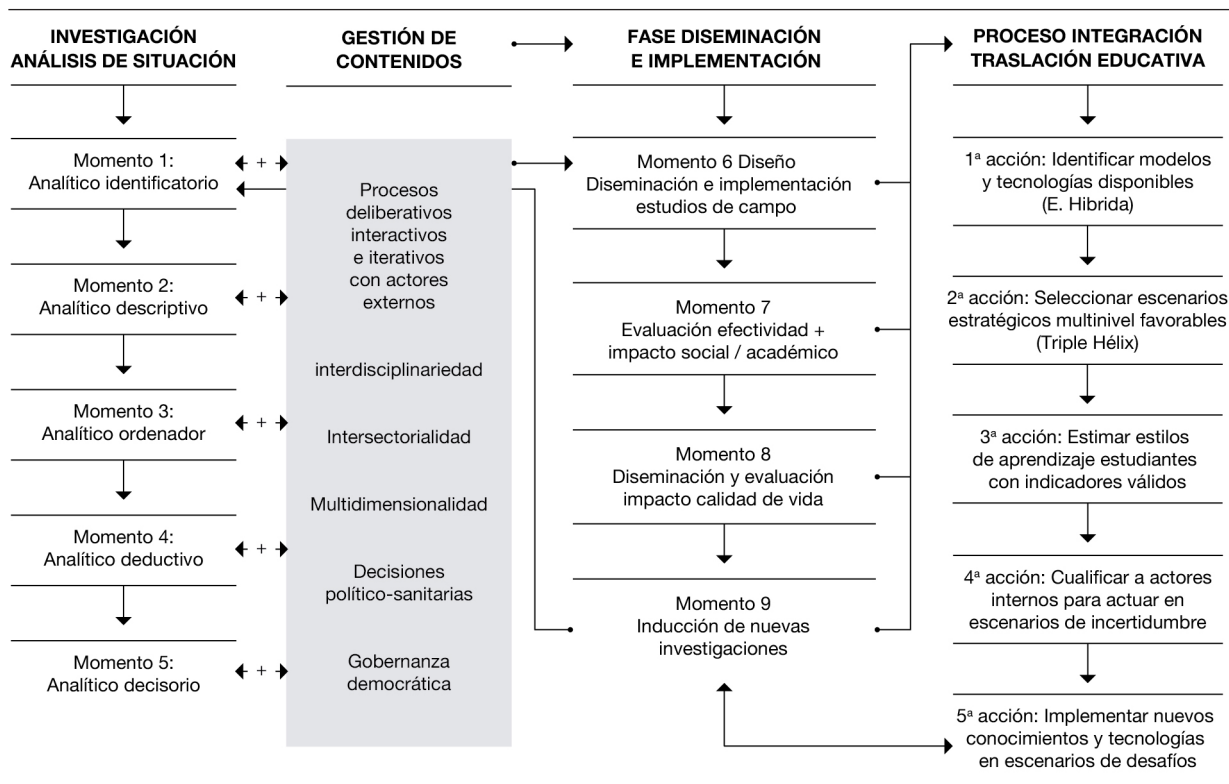 INVESTIGACIÓN
ANÁLISIS DE SITUACIÓN
Momento 1:
Analítico identificatorio
Momento 2:
Analítico descriptivo
Momento 3:
Analítico ordenador
Momento 4:
Analítico deductivo
Momento 5:
Analítico decisorio
+
+
+
+
+
GESTIÓN DE
CONTENIDOS
Procesos
deliberativos
interactivos
e iterativos
con actores
externos
interdisciplinariedad
Intersectorialidad
Multidimensionalidad
Decisiones
político-sanitarias
Gobernanza
democrática
FASE DISEMINACIÓN
E IMPLEMENTACIÓN
Momento 6 Diseño
Diseminación e implementación
estudios de campo
Momento 7
Evaluación efectividad +
impacto social / académico
Momento 8
Diseminación y evaluación
impacto calidad de vida
Momento 9
Inducción de nuevas
investigaciones
PROCESO INTEGRACIÓN
TRASLACIÓN EDUCATIVA
1ª acción: Identificar modelos
y tecnologías disponibles
(E. Hibrida)
2ª acción: Seleccionar escenarios
estratégicos multinivel favorables
(Triple Hélix)
3ª acción: Estimar estilos
de aprendizaje estudiantes
con indicadores válidos
4ª acción: Cualificar a actores
internos para actuar en
escenarios de incertidumbre
5ª acción: Implementar nuevos
conocimientos y tecnologías
en escenarios de desafíos